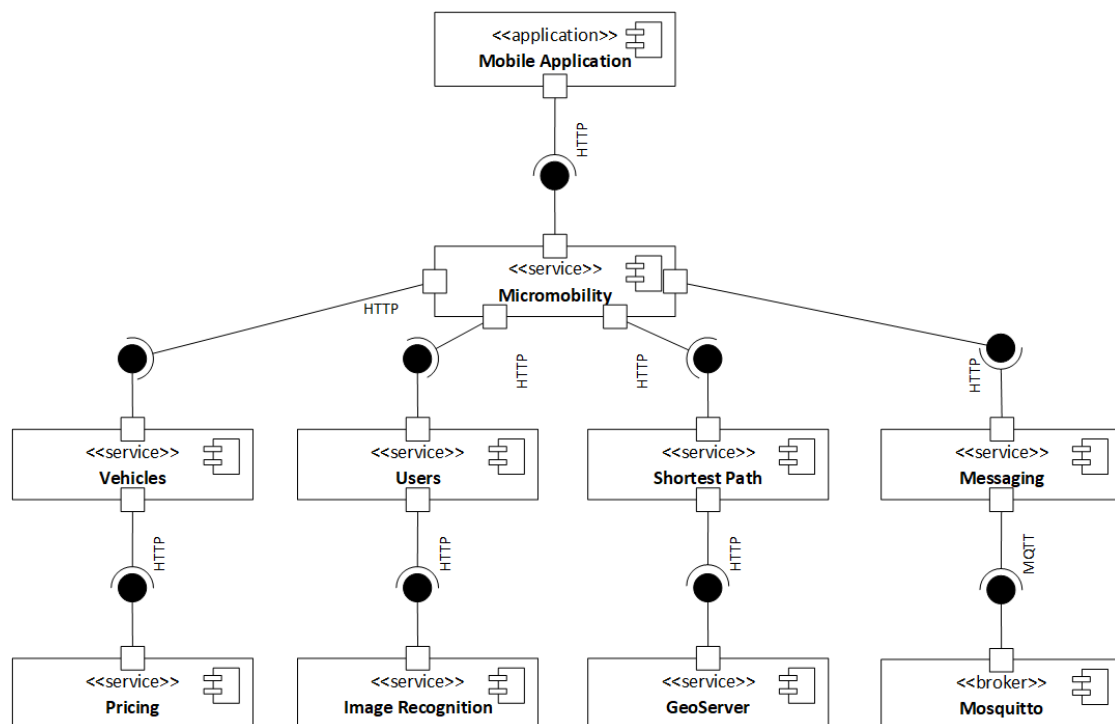 <<application>>
Mobile Application
HTTP
<<service>>
Micromobility
HTTP
HTTP
HTTP
HTTP
<<service>>
Vehicles
<<service>>
Users
<<service>>
Shortest Path
<<service>>
Messaging
HTTP
HTTP
HTTP
MQTT
<<service>>
Pricing
<<service>>
Image Recognition
<<service>>
GeoServer
<<broker>>
Mosquitto